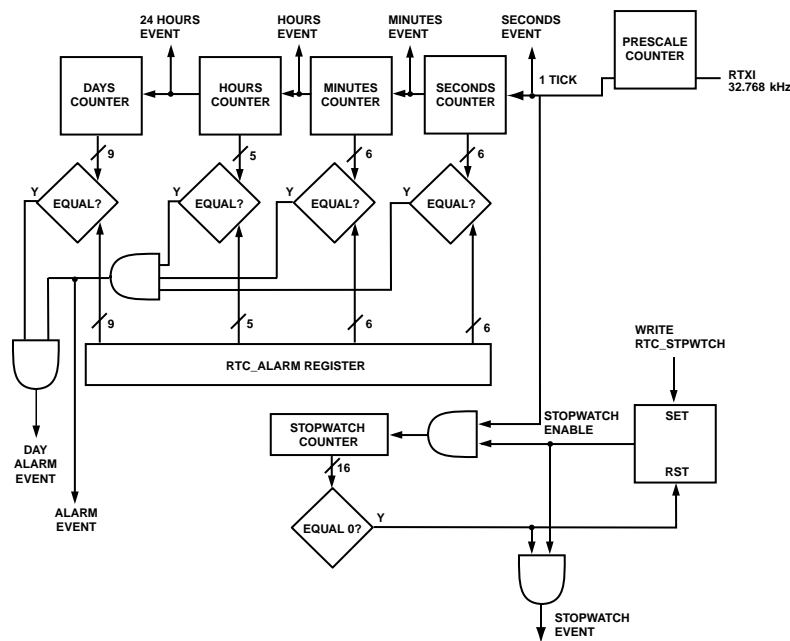 24 HOURS
EVENT
HOURS
EVENT
MINUTES
EVENT
SECONDS
EVENT
PRESCALE
COUNTER
1 TICK
RTXI
32.768 kHz
DAYS
COUNTER
HOURS
COUNTER
MINUTES
COUNTER
SECONDS
COUNTER
9
5
6
6
Y
EQUAL?
Y
EQUAL?
Y
EQUAL?
Y
EQUAL?
9
5
6
6
RTC_ALARM REGISTER
WRITE
RTC_STPWTCH
DAY
ALARM
EVENT
ALARM
EVENT
STOPWATCH
COUNTER
STOPWATCH
ENABLE
SET
RST
16
EQUAL 0?
Y
STOPWATCH
EVENT